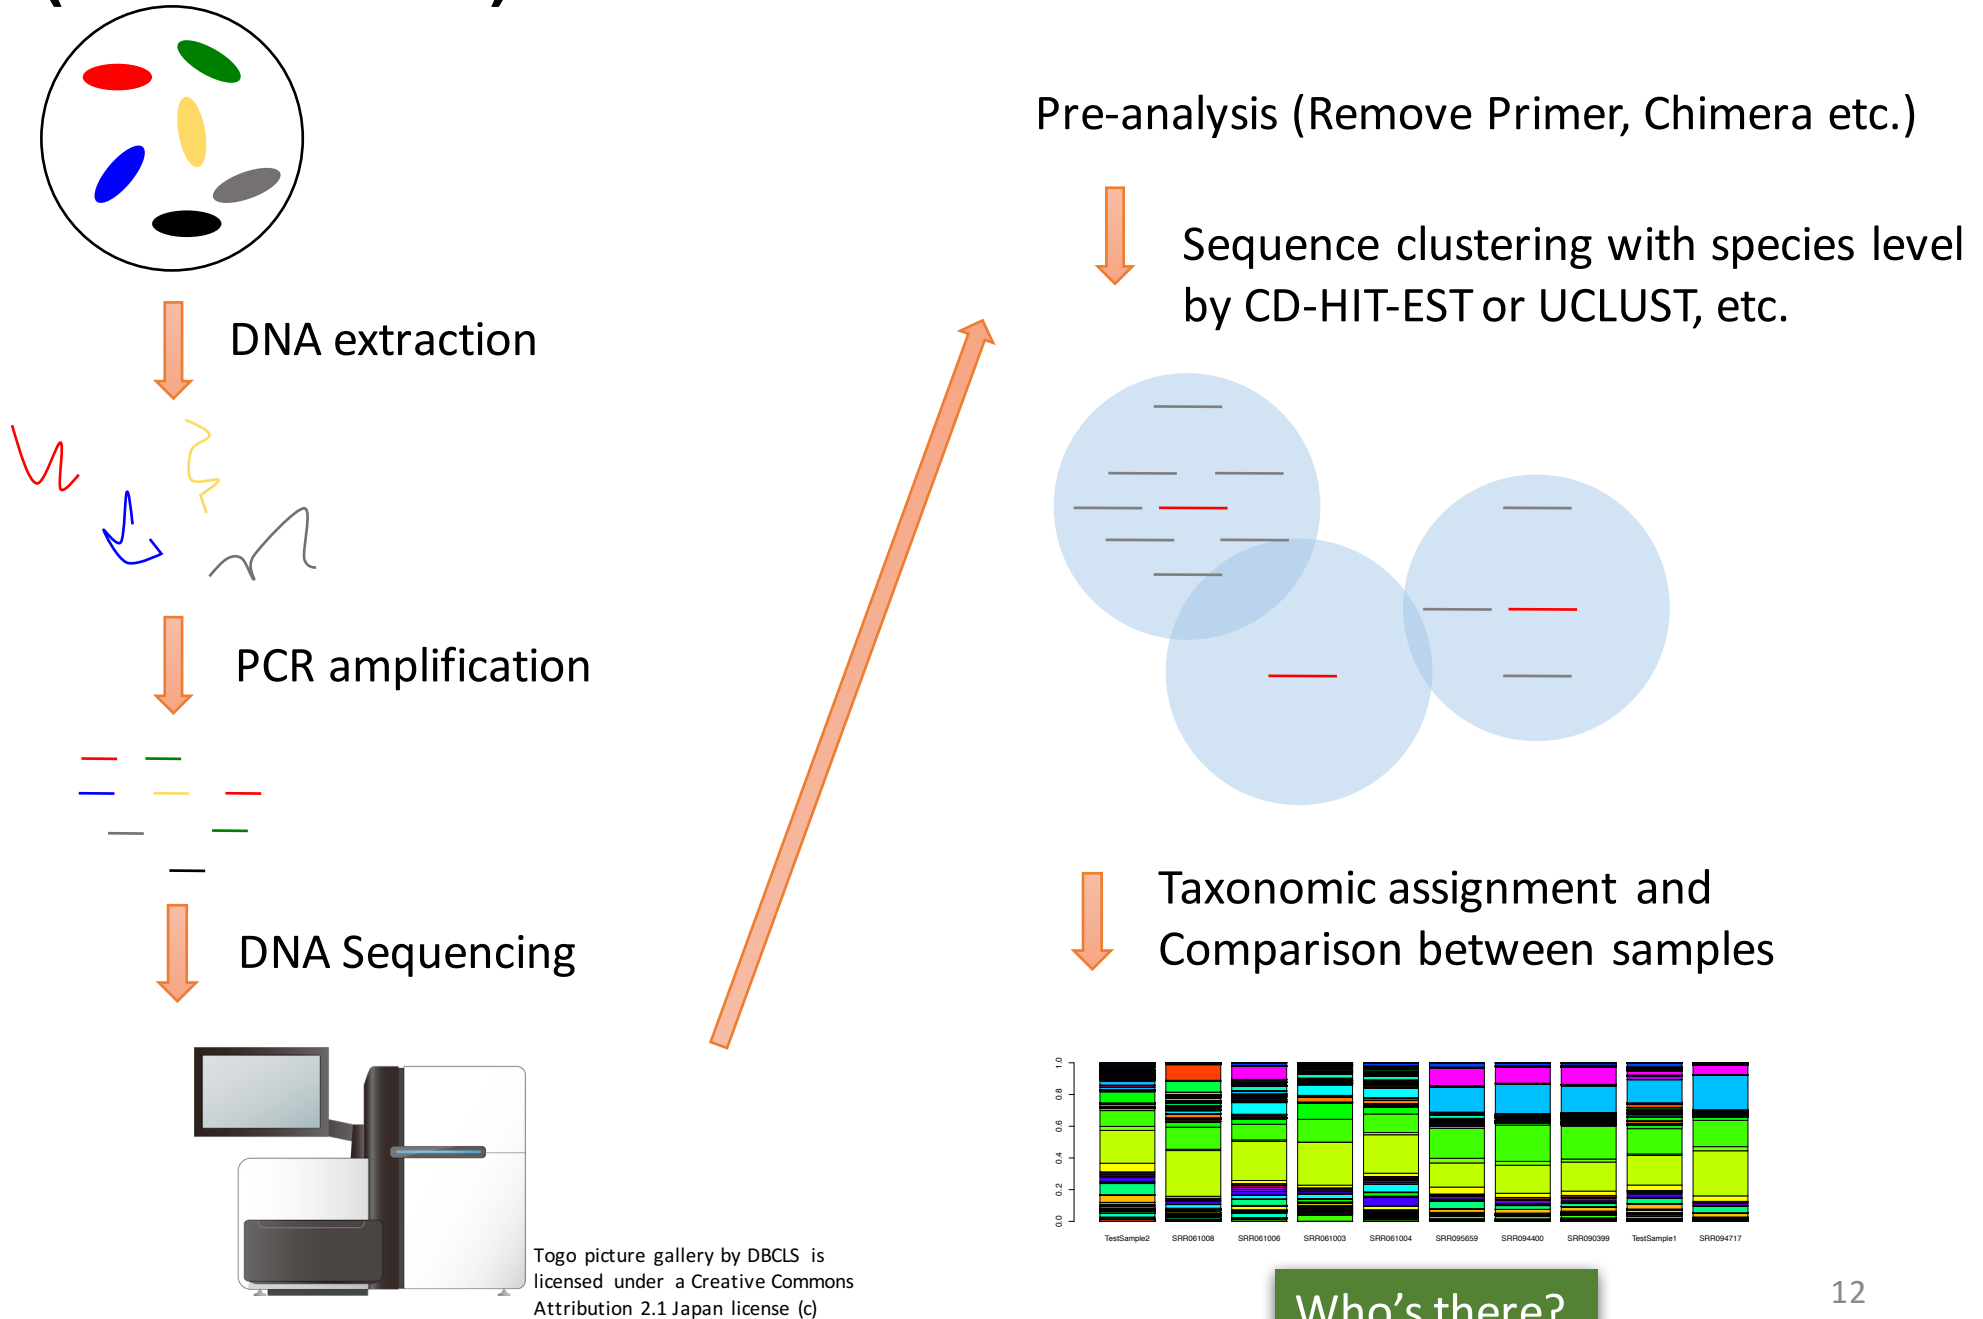 DNA extraction
PCR amplification
DNA Sequencing
Togo picture gallery by DBCLS is
licensed under a Creative Commons
Attribution 2.1 Japan license (c)
Pre-analysis (Remove Primer, Chimera etc.)
Sequence clustering with species level
by CD-HIT-EST or UCLUST, etc.
Taxonomic assignment and
Comparison between samples
1.0
0.8
0.6
0.4
0.2
0.0
TestSample2 SRR061008 SRR061006 SRR061003 SRR061004 SRR095659 SRR094400 SRR090399 TestSample1 SRR094717
Who's there?
12